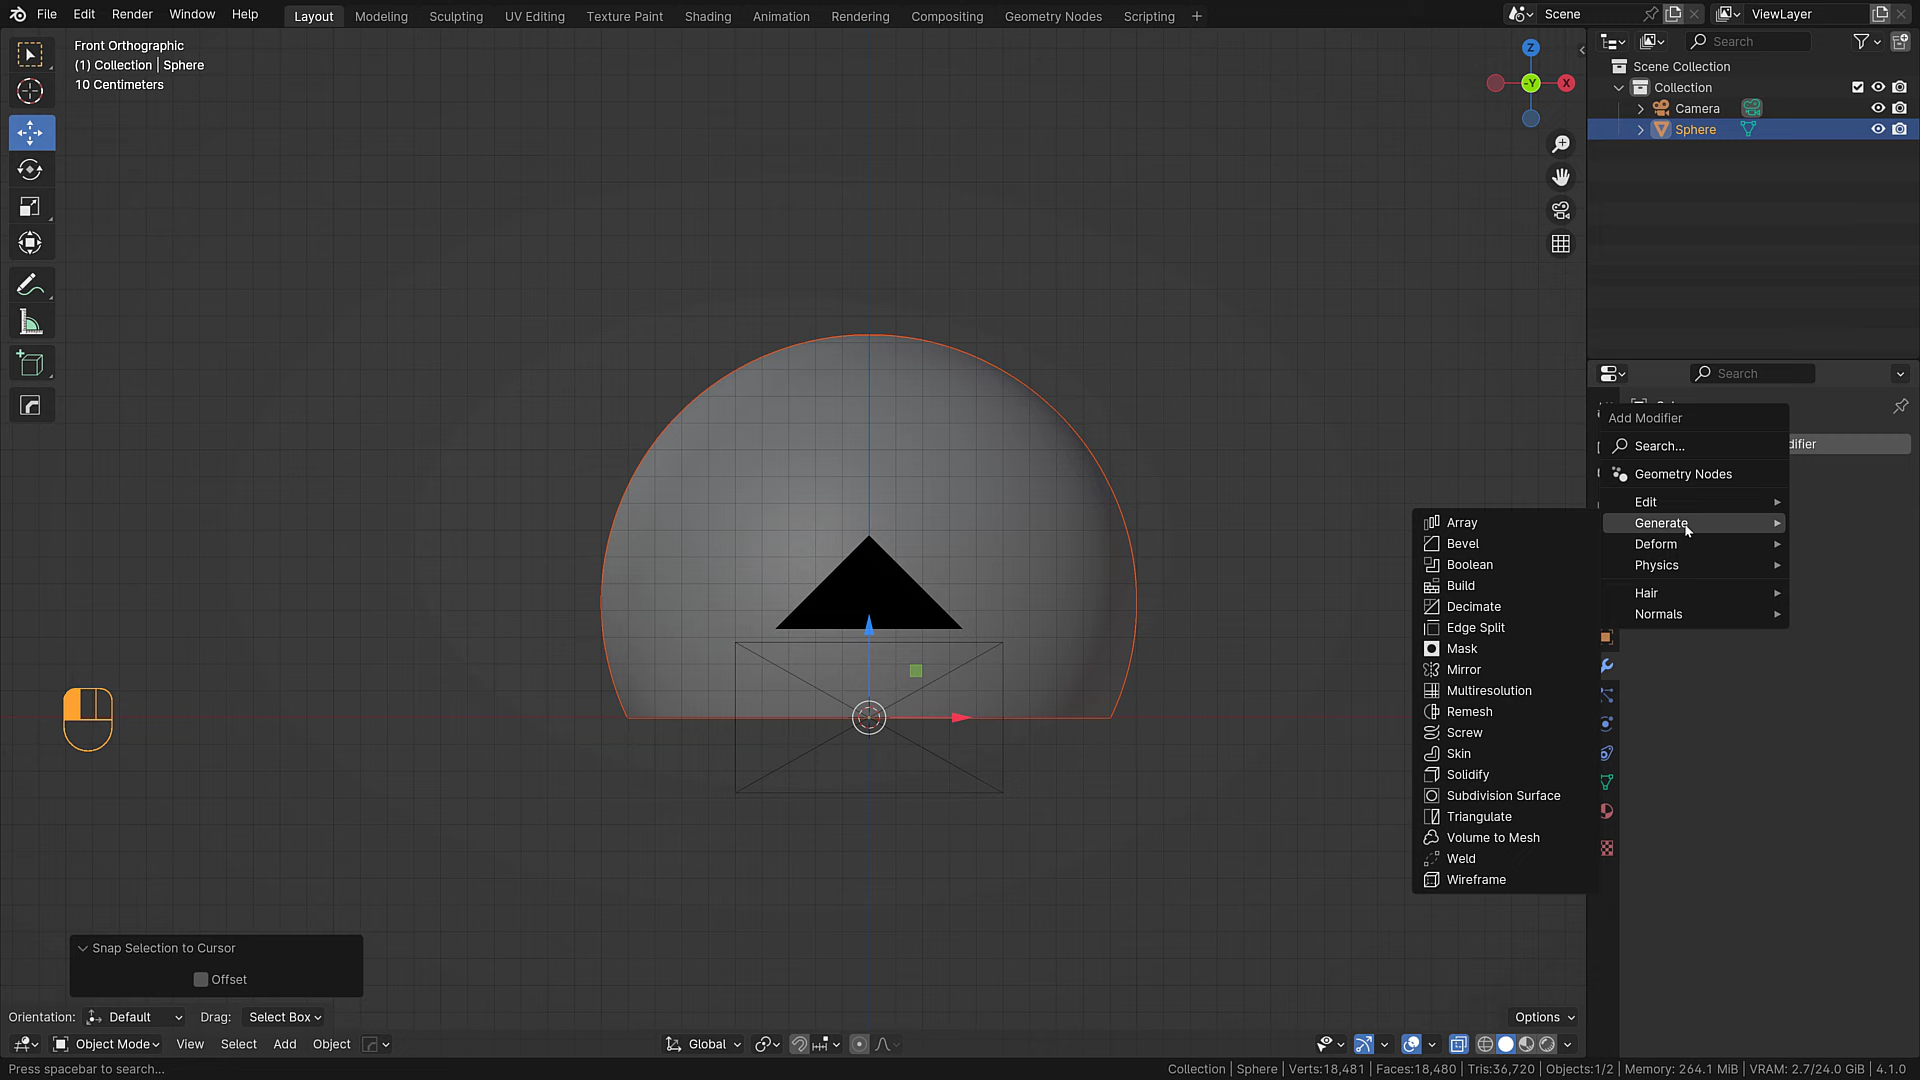 File Edit Render Window Help Layout Modeling Sculpting UV Editing Texture Paint Shading Animation Rendering Compositing Geometry Nodes Scripting + Scene ViewLayer
Front Orthographic
(1) Collection | Sphere
10 Centimeters
Z
-Y
X
Search
Scene Collection
Collection
Camera
Sphere
Search
Add Modifier
difier
Search...
Geometry Nodes
Edit
Generate
Deform
Physics
Hair
Normals
Array
Bevel
Boolean
Build
Decimate
Edge Split
Mask
Mirror
Multiresolution
Remesh
Screw
Skin
Solidify
Subdivision Surface
Triangulate
Volume to Mesh
Weld
Wireframe
Snap Selection to Cursor
Offset
Orientation: Default Drag: Select Box Options
Object Mode View Select Add Object Global
Press spacebar to search... Collection | Sphere | Verts:18,481 | Faces:18,480 | Tris:36,720 | Objects:1/2 | Memory: 264.1 MiB | VRAM: 2.7/24.0 GiB | 4.1.0